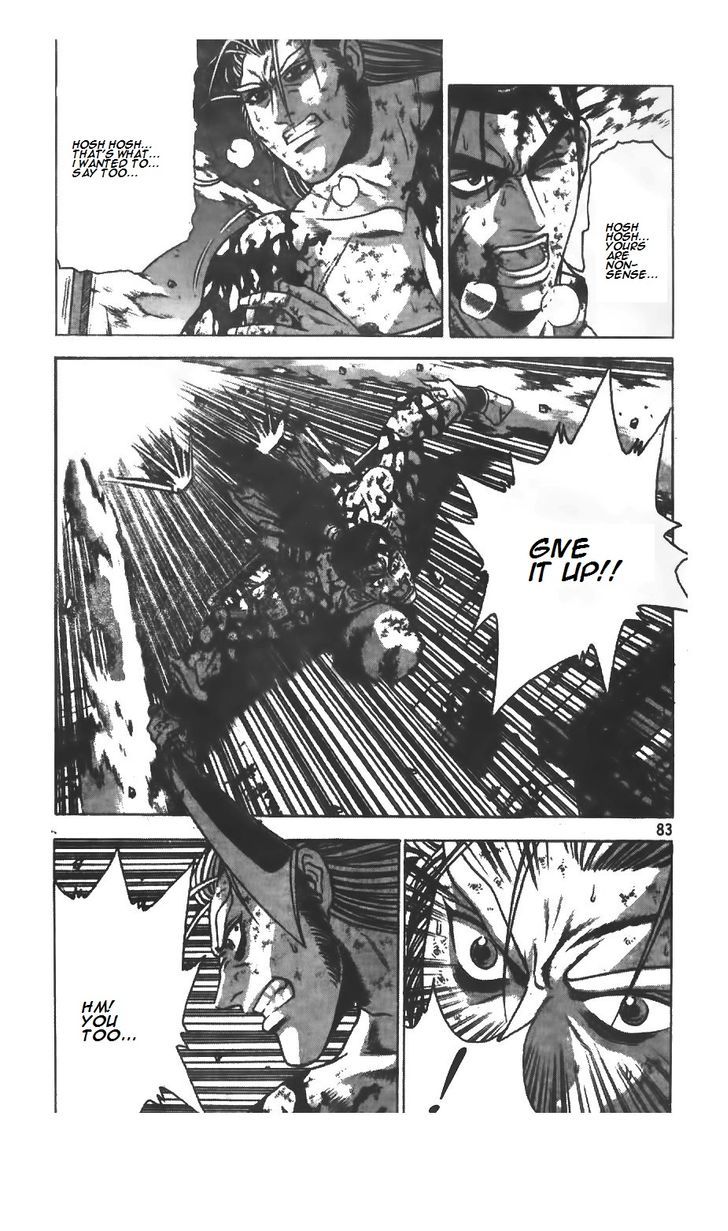 HOSH
HOSH...
YOURS
ARE
NON-
SENSE...
HOSH HOSH...
THAT'S WHAT...
I WANTED TO...
SAY TOO...
GIVE
IT UP!!
83
!
HM!
YOU
TOO...